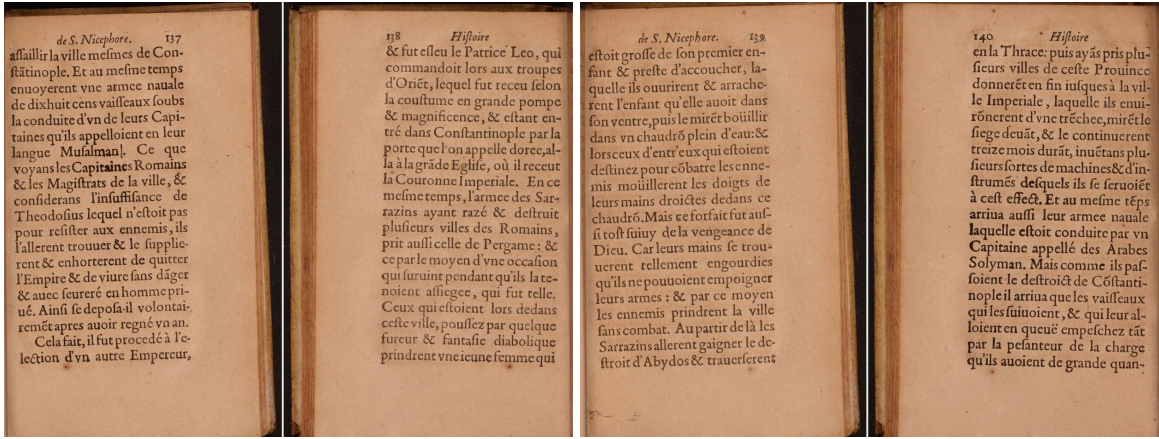 de S. Nicephore. 137
aſſaillir la ville meſmes de Con-
ſtãtinople. Et au meſme temps
enuoyerent vne armee nauale
de dixhuit cens vaiſſeaux ſoubs
la conduite d'vn de leurs Capi-
taines qu'ils appelloient en leur
langue Muſalman. Ce que
voyans les Capitaines Romains
& les Magiſtrats de la ville, &
conſiderans l'inſuffiſance de
Theodoſius lequel n'eſtoit pas
pour reſiſter aux ennemis, ils
l'allerent trouuer & le ſupplie-
rent & enhorterent de quitter
l'Empire & de viure ſans dãger
& auec ſeureté en homme pri-
ué. Ainſi ſe depoſa-il volontai-
remẽt apres auoir regné vn an.
Cela fait, il fut procedé à l'e-
lection d'vn autre Empereur,
138 Hiſtoire
& fut eſleu le Patrice Leo, qui
commandoit lors aux troupes
d'Oriẽt, lequel fut receu ſelon
la couſtume en grande pompe
& magnificence, & eſtant en-
tré dans Conſtantinople par la
porte que l'on appelle doree, al-
la à la grãde Egliſe, où il receut
la Couronne Imperiale. En ce
meſme temps, l'armee des Sar-
razins ayant razé & deſtruit
pluſieurs villes des Romains,
prit auſſi celle de Pergame: &
ce par le moyen d'vne occaſion
qui ſuruint pendant qu'ils la te-
noient aſſiegee, qui fut telle.
Ceux qui eſtoient lors dedans
ceſte ville, pouſſez par quelque
fureur & fantaſie diabolique
prindrent vne ieune femme qui
de S. Nicephore. 139
eſtoit groſſe de ſon premier en-
fant & preſte d'accoucher, la-
quelle ils ouurirent & arrache-
rent l'enfant qu'elle auoit dans
ſon ventre, puis le mirẽt boüillir
dans vn chaudrõ plein d'eau: &
lors ceux d'entr'eux qui eſtoient
deſtinez pour cõbatre les enne-
mis moüillerent les doigts de
leurs mains droictes dedans ce
chaudrõ. Mais ce forfait fut auſ-
ſi toſt ſuiuy de la vengeance de
Dieu. Car leurs mains ſe trou-
uerent tellement engourdies
qu'ils ne pouuoient empoigner
leurs armes: & par ce moyen
les ennemis prindrent la ville
ſans combat. Au partir de là les
Sarrazins allerent gaigner le de-
ſtroit d'Abydos & trauerſerent
140 Hiſtoire
en la Thrace: puis ayãs pris plu-
ſieurs villes de ceſte Prouince
donnerẽt en fin iuſques à la vil-
le Imperiale, laquelle ils enui-
rõnerent d'vne trẽchee, mirẽt le
ſiege deuãt, & le continuerent
treize mois durãt, inuẽtans plu-
ſieurs ſortes de machines & d'in-
ſtrumẽs deſquels ils ſe ſeruoiẽt
à ceſt effect. Et au meſme tẽps
arriua auſſi leur armee nauale
laquelle eſtoit conduite par vn
Capitaine appellé des Arabes
Solyman. Mais comme ils paſ-
ſoient le deſtroict de Cõſtanti-
nople il arriua que les vaiſſeaux
qui les ſuiuoient, & qui leur al-
loient en queuë empeſchez tãt
par la peſanteur de la charge
qu'ils auoient de grande quan-